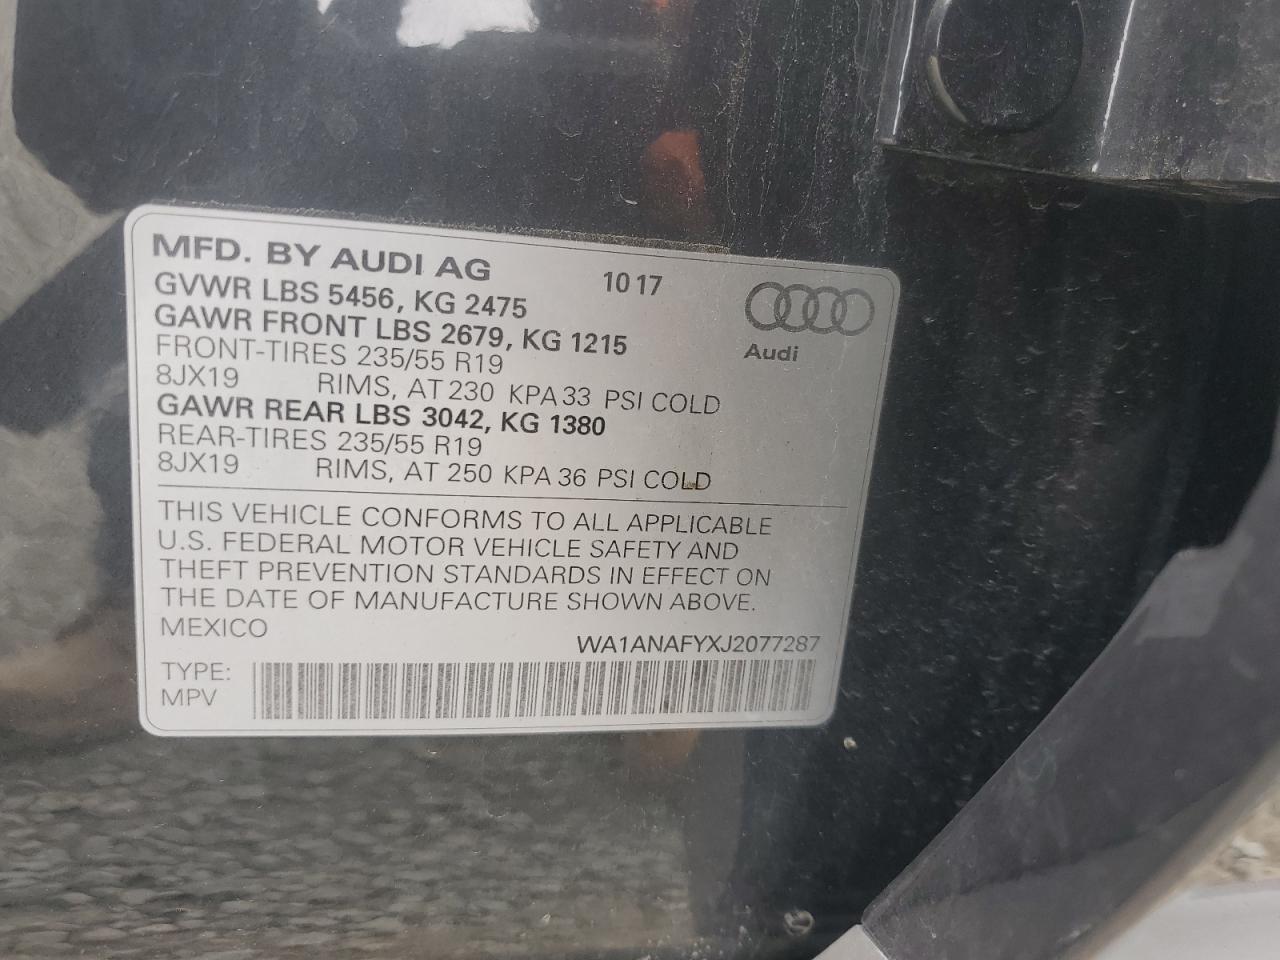 MFD. BY AUDI AG 10 17
GVWR LBS 5456, KG 2475
GAWR FRONT LBS 2679, KG 1215
FRONT-TIRES 235/55 R19
8JX19 RIMS, AT 230 KPA 33 PSI COLD
GAWR REAR LBS 3042, KG 1380
REAR-TIRES 235/55 R19
8JX19 RIMS, AT 250 KPA 36 PSI COLD
Audi
THIS VEHICLE CONFORMS TO ALL APPLICABLE
U.S. FEDERAL MOTOR VEHICLE SAFETY AND
THEFT PREVENTION STANDARDS IN EFFECT ON
THE DATE OF MANUFACTURE SHOWN ABOVE.
MEXICO
WA1ANAFYXJ2077287
TYPE:
MPV